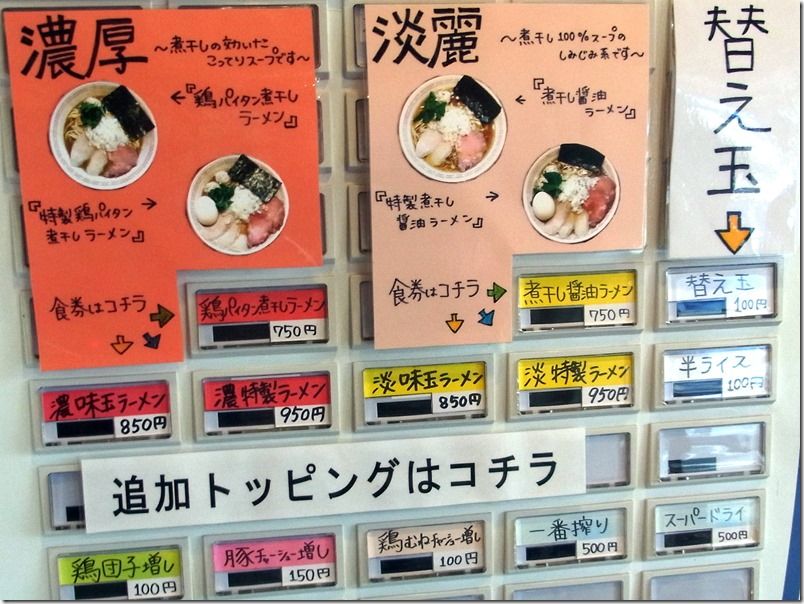 濃厚
〜煮干しの効いた
こってりスープです〜
←『鶏パイタン煮干し
ラーメン』
『特製鶏パイタン →
煮干しラーメン』
食券はコチラ
淡麗
〜煮干し100%スープの
しみじみ系です〜
←『煮干し醤油
ラーメン』
『特製煮干し →
醤油ラーメン』
食券はコチラ
替え玉
鶏パイタン煮干しラーメン
750円
煮干し醤油ラーメン
750円
替え玉
100円
濃味玉ラーメン
850円
濃特製ラーメン
950円
淡味玉ラーメン
850円
淡特製ラーメン
950円
半ライス
100円
追加トッピングはコチラ
鶏団子増し
100円
豚チャーシュー増し
150円
鶏むねチャーシュー増し
100円
一番搾り
500円
スーパードライ
500円